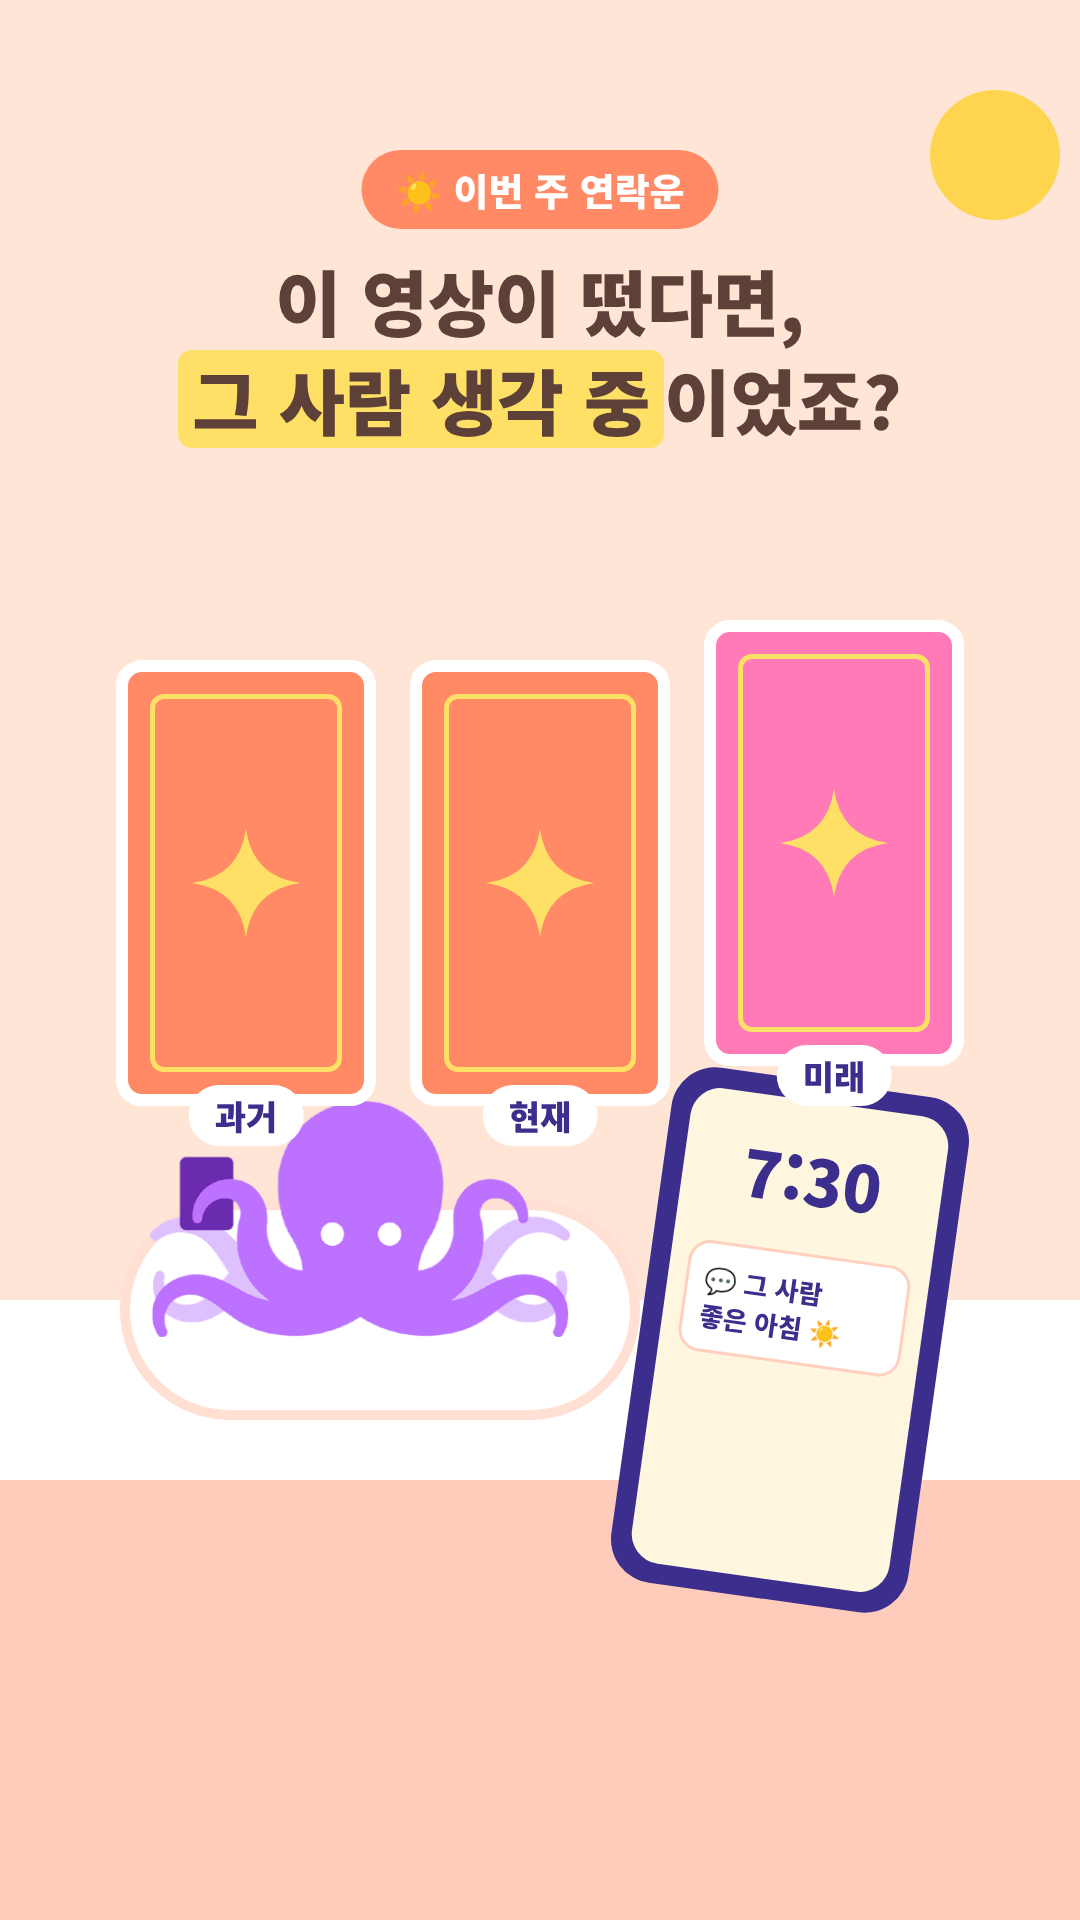 ☀️ 이번 주 연락운
이 영상이 떴다면,
그 사람 생각 중이었죠?
과거
현재
미래
7:30
💬 그 사람
좋은 아침 ☀️